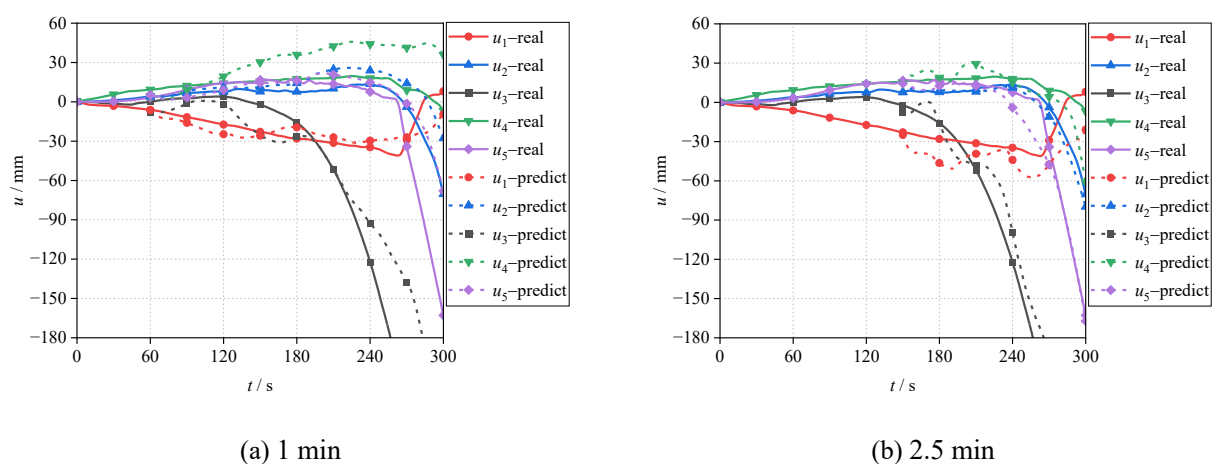 60
30
0
−30
−60
−90
−120
−150
−180
u / mm
0
60
120
180
240
300
t / s
u1–real
u2–real
u3–real
u4–real
u5–real
u1–predict
u2–predict
u3–predict
u4–predict
u5–predict
(a) 1 min
60
30
0
−30
−60
−90
−120
−150
−180
u / mm
0
60
120
180
240
300
t / s
u1–real
u2–real
u3–real
u4–real
u5–real
u1–predict
u2–predict
u3–predict
u4–predict
u5–predict
(b) 2.5 min